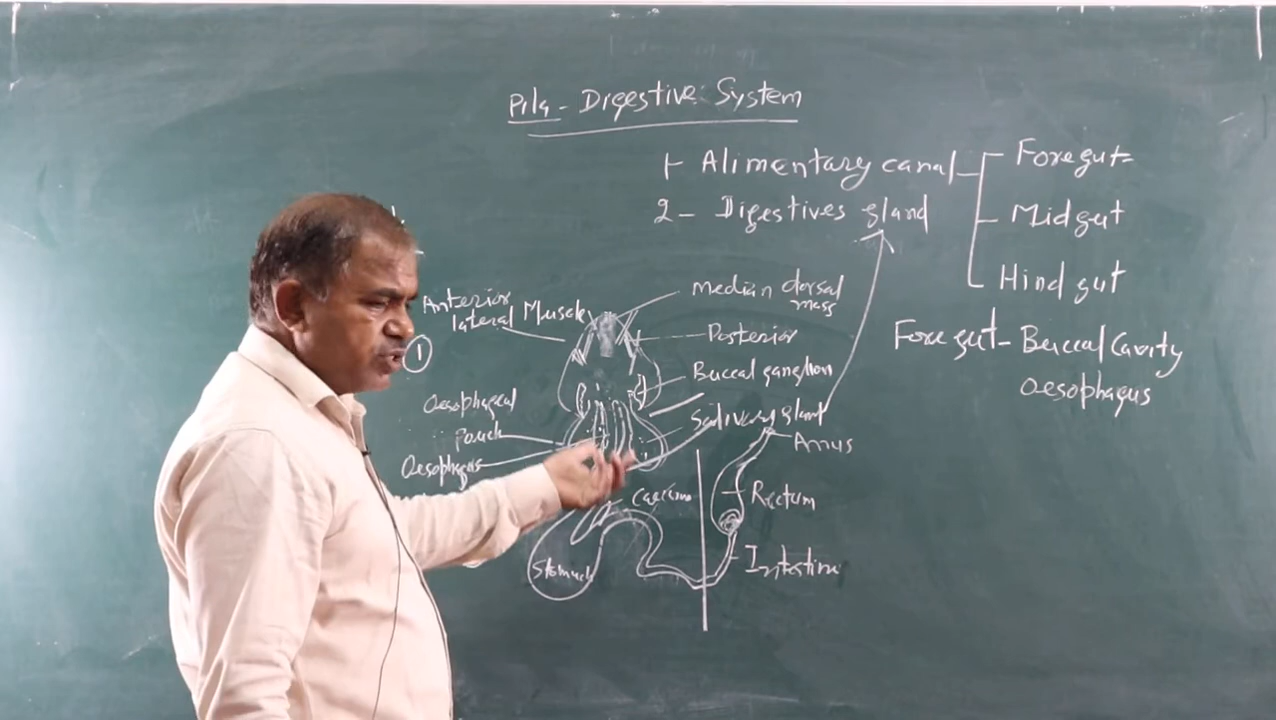 Pila - Digestive System
1- Alimentary canal
Foregut
Midgut
Hind gut
2- Digestives gland
Fore gut - Buccal Cavity
Oesophagus
Anterior
lateral Muscle
1
Oesophageal
Pouch
Oesophagus
Median dorsal
mass
Posterior
Buccal ganglion
Salivary gland
Anus
Caecum
Rectum
Stomach
Intestine